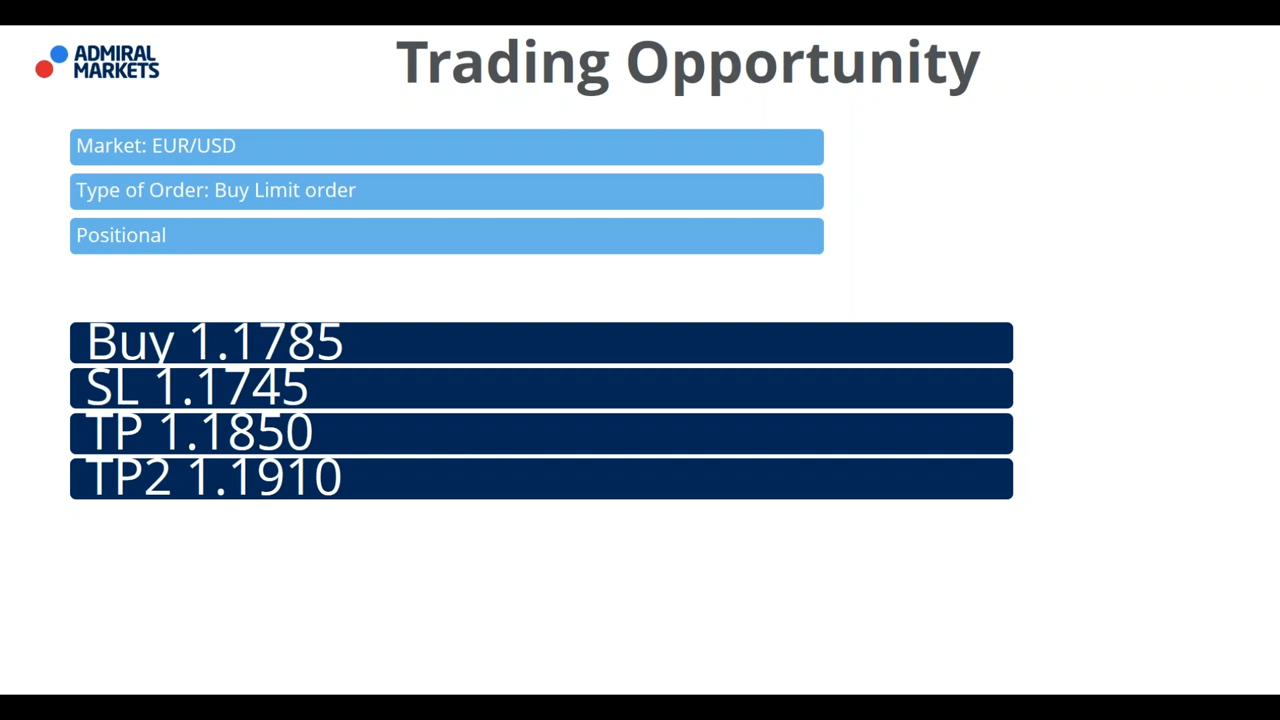 ADMIRAL
MARKETS
Trading Opportunity
Market: EUR/USD
Type of Order: Buy Limit order
Positional
Buy 1.1785
SL 1.1745
TP 1.1850
TP2 1.1910